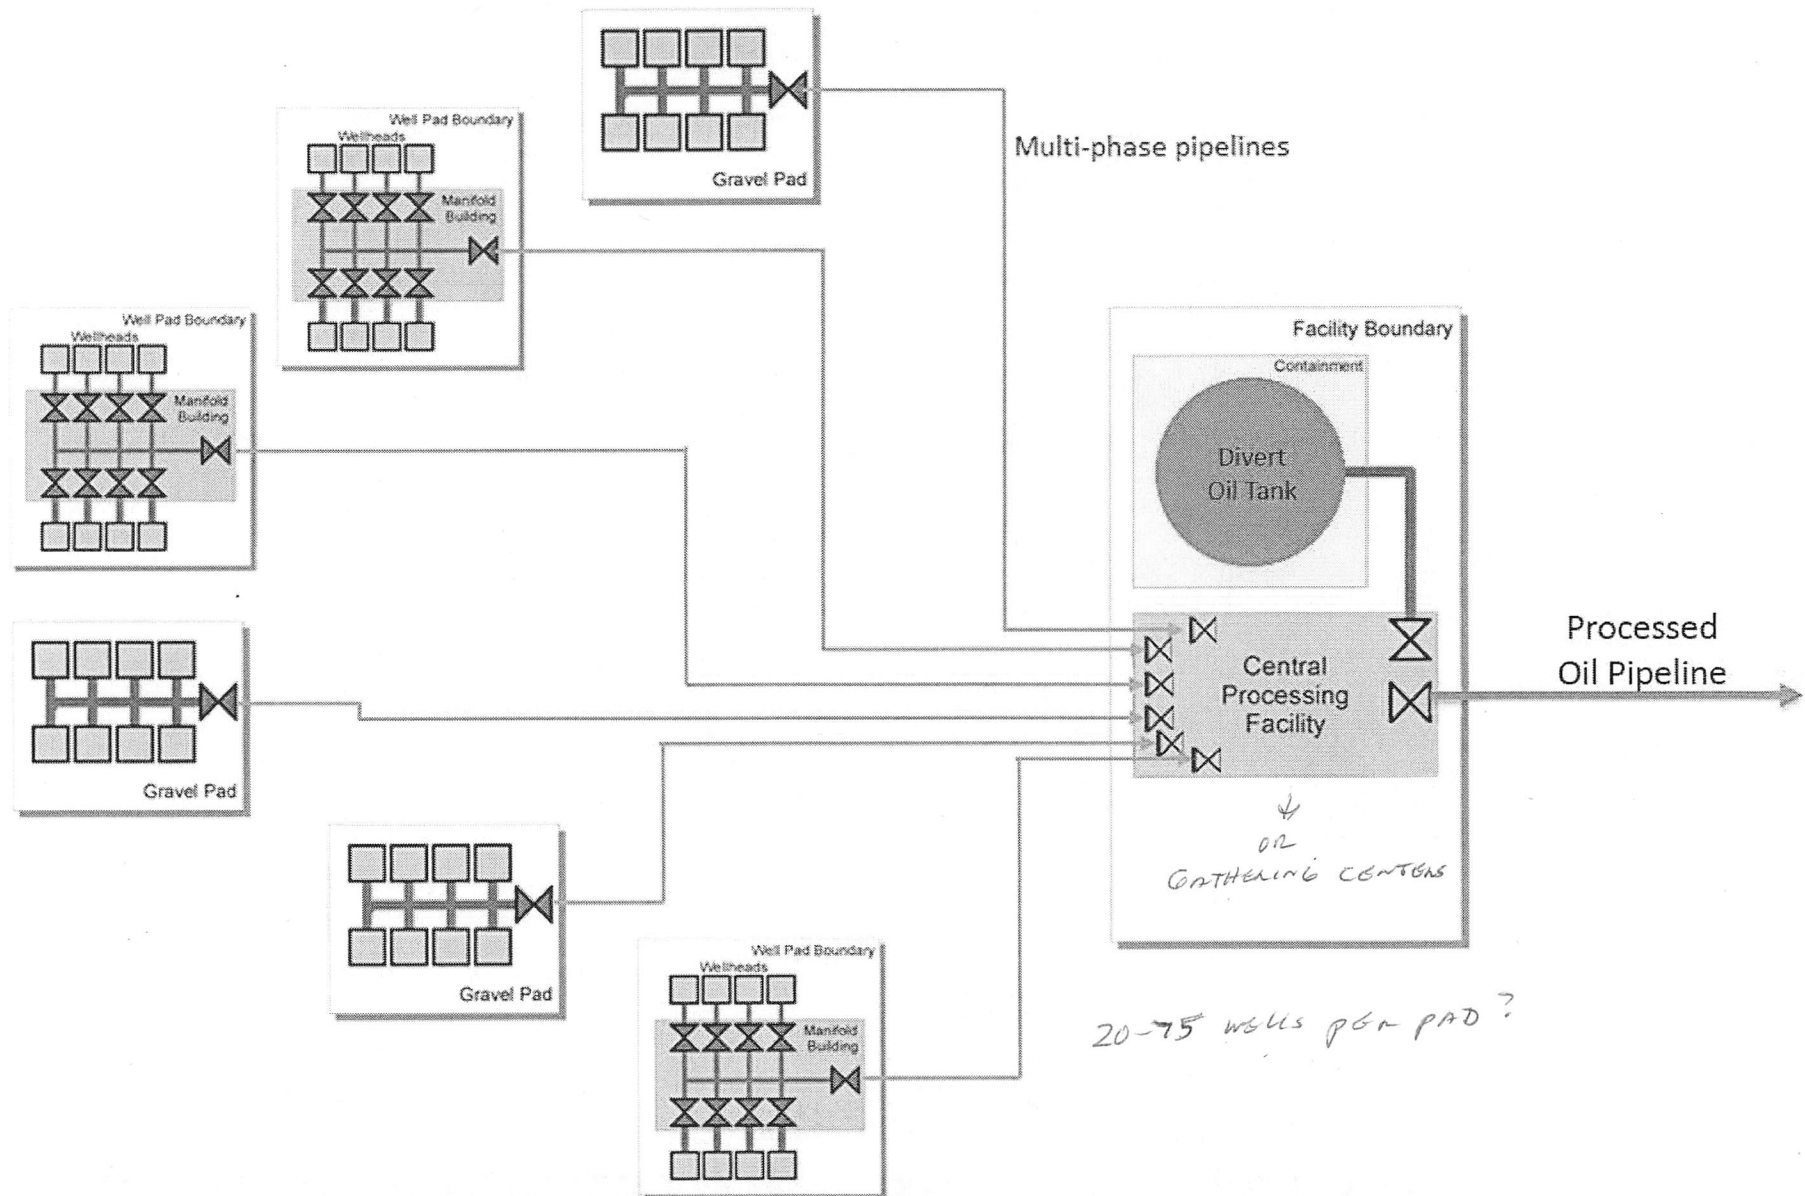 Gravel Pad
Multi-phase pipelines
Well Pad Boundary
Wellheads
Manifold
Building
Well Pad Boundary
Wellheads
Manifold
Building
Facility Boundary
Containment
Divert
Oil Tank
Central
Processing
Facility
Processed
Oil Pipeline
OR
GATHERING CENTERS
Gravel Pad
Gravel Pad
Well Pad Boundary
Wellheads
Manifold
Building
20-75 WELLS PER PAD?